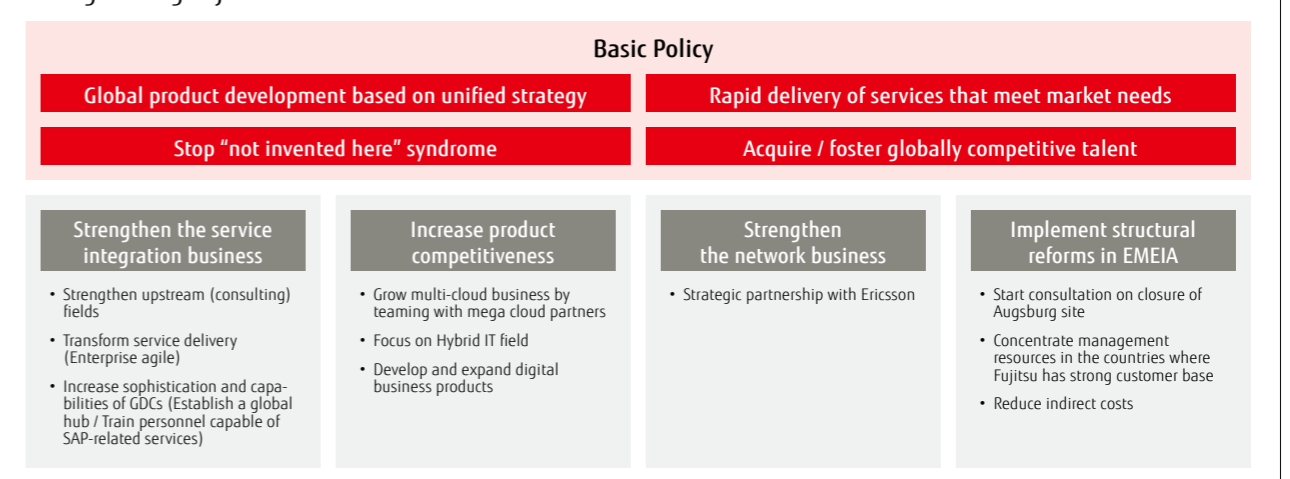 Basic Policy
Global product development based on unified strategy
Rapid delivery of services that meet market needs
Stop “not invented here” syndrome
Acquire / foster globally competitive talent
Strengthen the service
integration business
• Strengthen upstream (consulting)
fields
• Transform service delivery
(Enterprise agile)
• Increase sophistication and capa-
bilities of GDCs (Establish a global
hub / Train personnel capable of
SAP-related services)
Increase product
competitiveness
• Grow multi-cloud business by
teaming with mega cloud partners
• Focus on Hybrid IT field
• Develop and expand digital
business products
Strengthen
the network business
• Strategic partnership with Ericsson
Implement structural
reforms in EMEIA
• Start consultation on closure of
Augsburg site
• Concentrate management
resources in the countries where
Fujitsu has strong customer base
• Reduce indirect costs